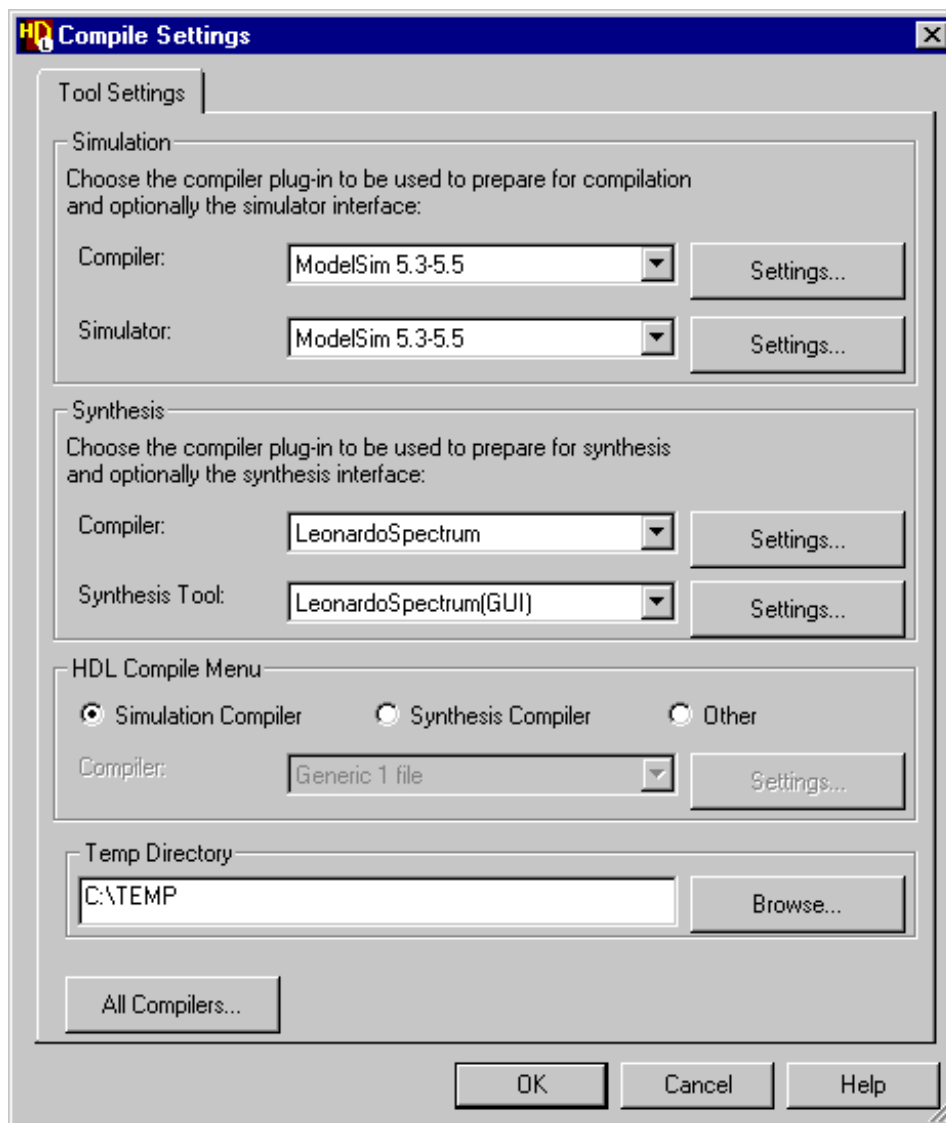 HDL Compile Settings
Tool Settings
Simulation
Choose the compiler plug-in to be used to prepare for compilation
and optionally the simulator interface:
Compiler: ModelSim 5.3-5.5 Settings...
Simulator: ModelSim 5.3-5.5 Settings...
Synthesis
Choose the compiler plug-in to be used to prepare for synthesis
and optionally the synthesis interface:
Compiler: LeonardoSpectrum Settings...
Synthesis Tool: LeonardoSpectrum(GUI) Settings...
HDL Compile Menu
Simulation Compiler Synthesis Compiler Other
Compiler: Generic 1 file Settings...
Temp Directory
C:\TEMP Browse...
All Compilers...
OK Cancel Help